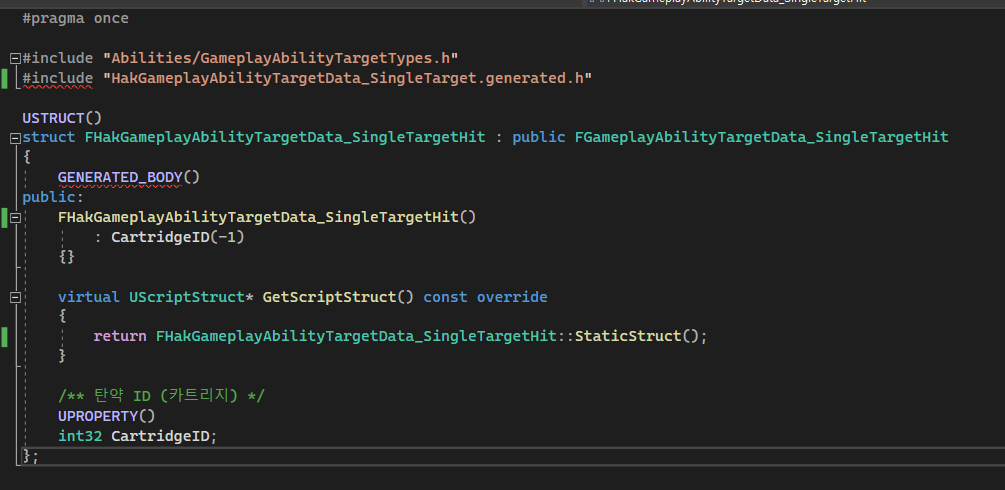 #pragma once
#include "Abilities/GameplayAbilityTargetTypes.h"
#include "HakGameplayAbilityTargetData_SingleTarget.generated.h"
USTRUCT()
struct FHakGameplayAbilityTargetData_SingleTargetHit : public FGameplayAbilityTargetData_SingleTargetHit
{
GENERATED_BODY()
public:
FHakGameplayAbilityTargetData_SingleTargetHit()
: CartridgeID(-1)
{}
virtual UScriptStruct* GetScriptStruct() const override
{
return FHakGameplayAbilityTargetData_SingleTargetHit::StaticStruct();
}
/** 탄약 ID (카트리지) */
UPROPERTY()
int32 CartridgeID;
};